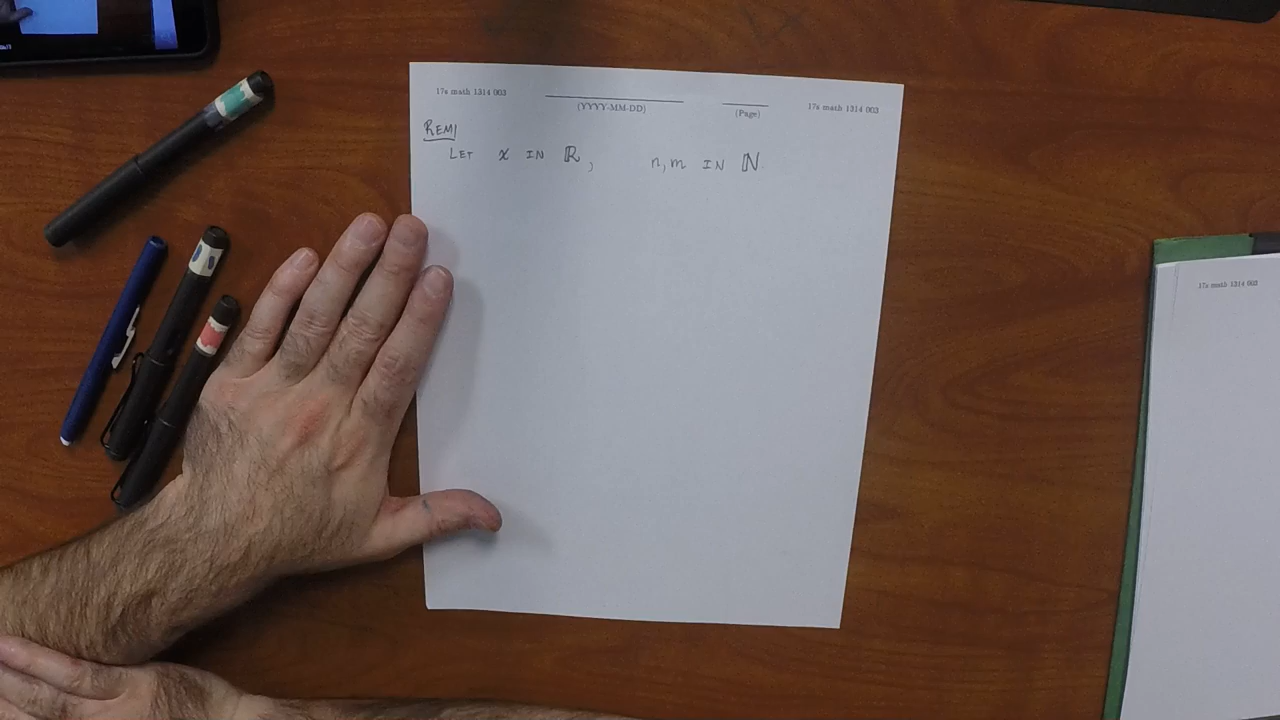 17s math 1314 003 (YYYY-MM-DD) (Page) 17s math 1314 003
REM|
LET x IN ℝ, n, m IN ℕ
17s math 1314 003